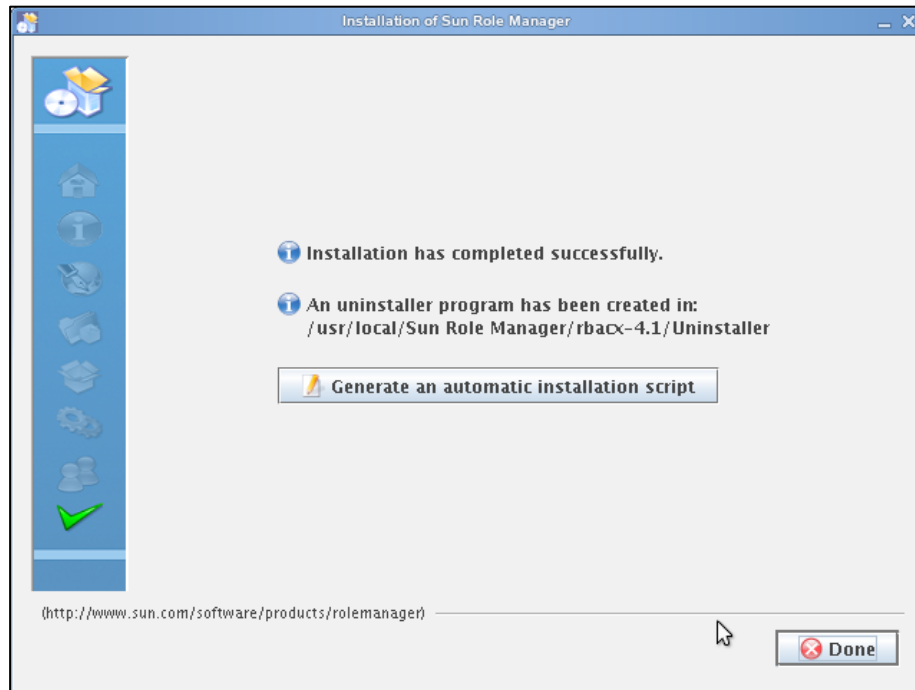 Installation of Sun Role Manager
Installation has completed successfully.
An uninstaller program has been created in:
/usr/local/Sun Role Manager/rbacx-4.1/Uninstaller
Generate an automatic installation script
(http://www.sun.com/software/products/rolemanager)
Done